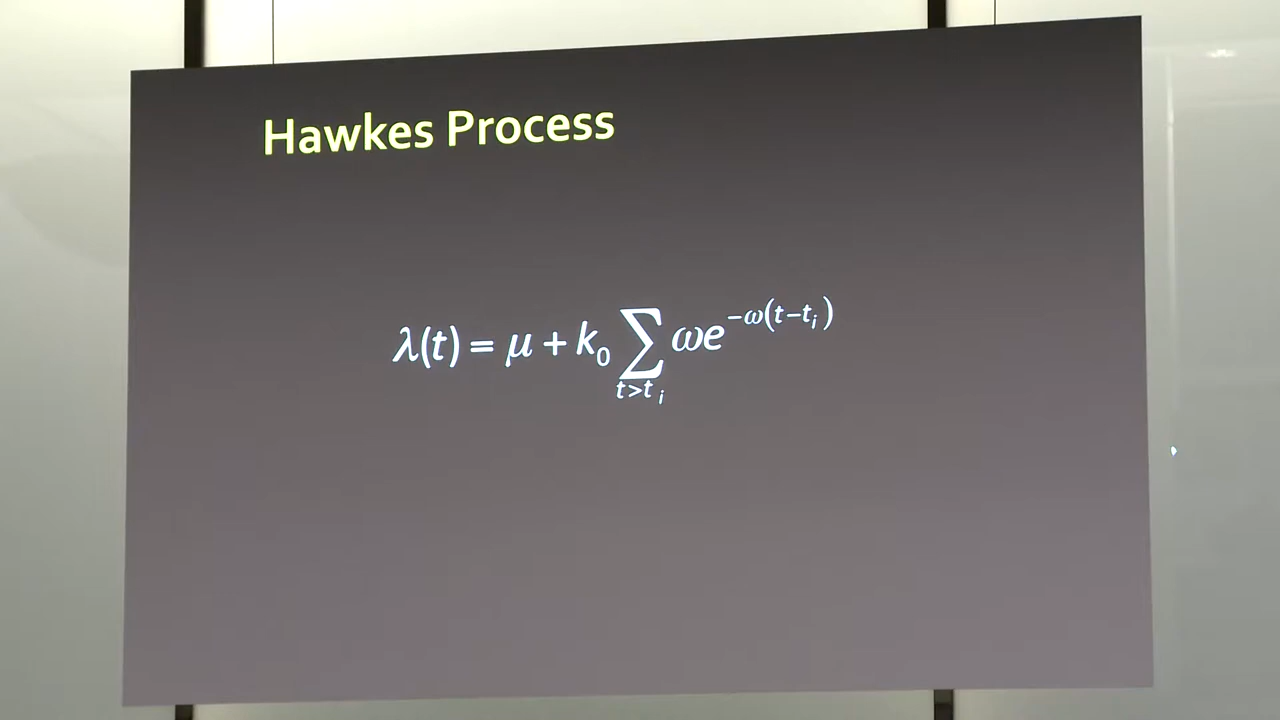 Hawkes Process
λ(t) = μ + k₀ ∑ ωe^{-ω(t-tᵢ)}
t>tᵢ